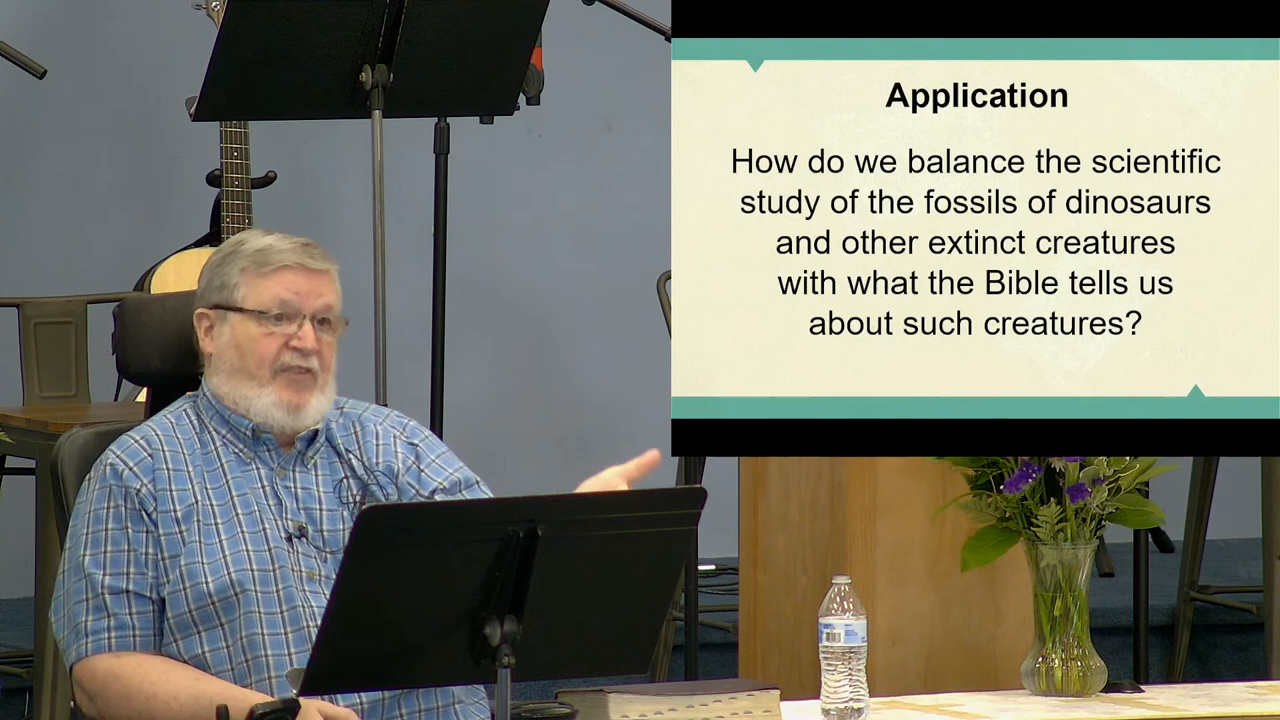 Application
How do we balance the scientific
study of the fossils of dinosaurs
and other extinct creatures
with what the Bible tells us
about such creatures?